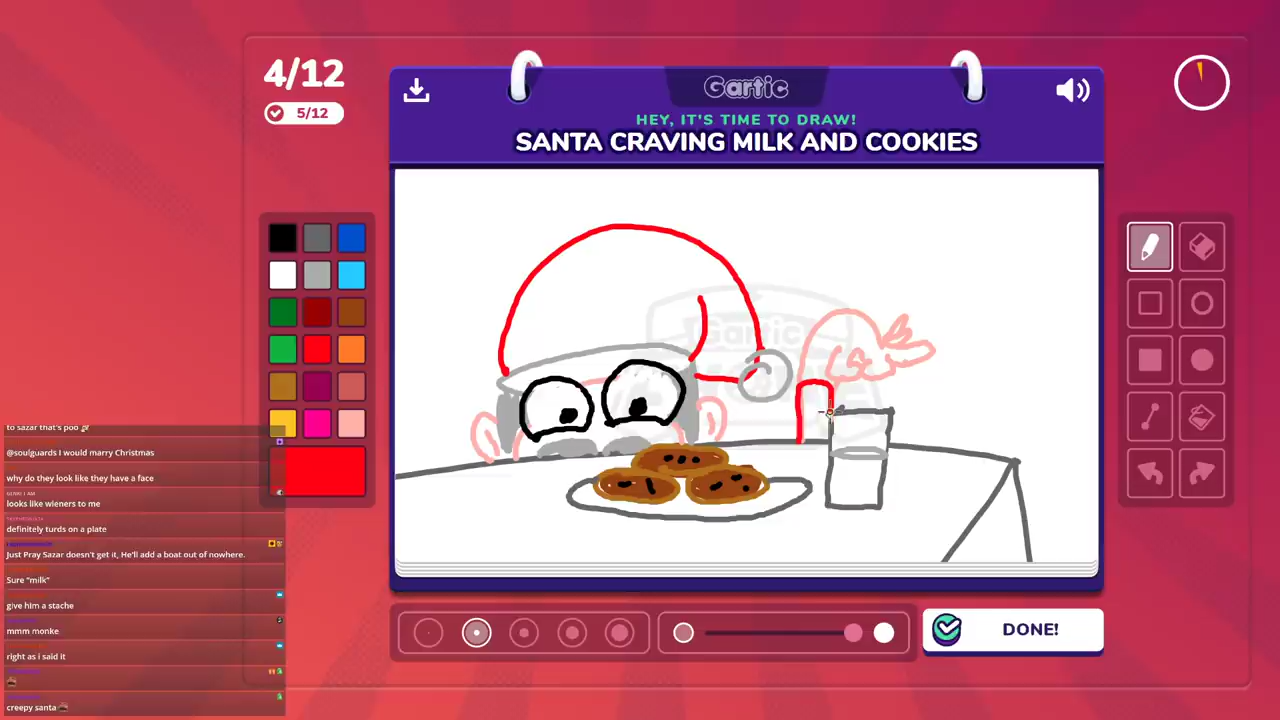 4/12
5/12
Gartic
HEY, IT'S TIME TO DRAW!
SANTA CRAVING MILK AND COOKIES
Gartic
to sazar that's poo
@soulguards I would marry Christmas
why do they look like they have a face
looks like wieners to me
definitely turds on a plate
Just Pray Sazar doesn't get it, He'll add a boat out of nowhere.
Sure "milk"
give him a stache
mmm monke
right as i said it
creepy santa
DONE!